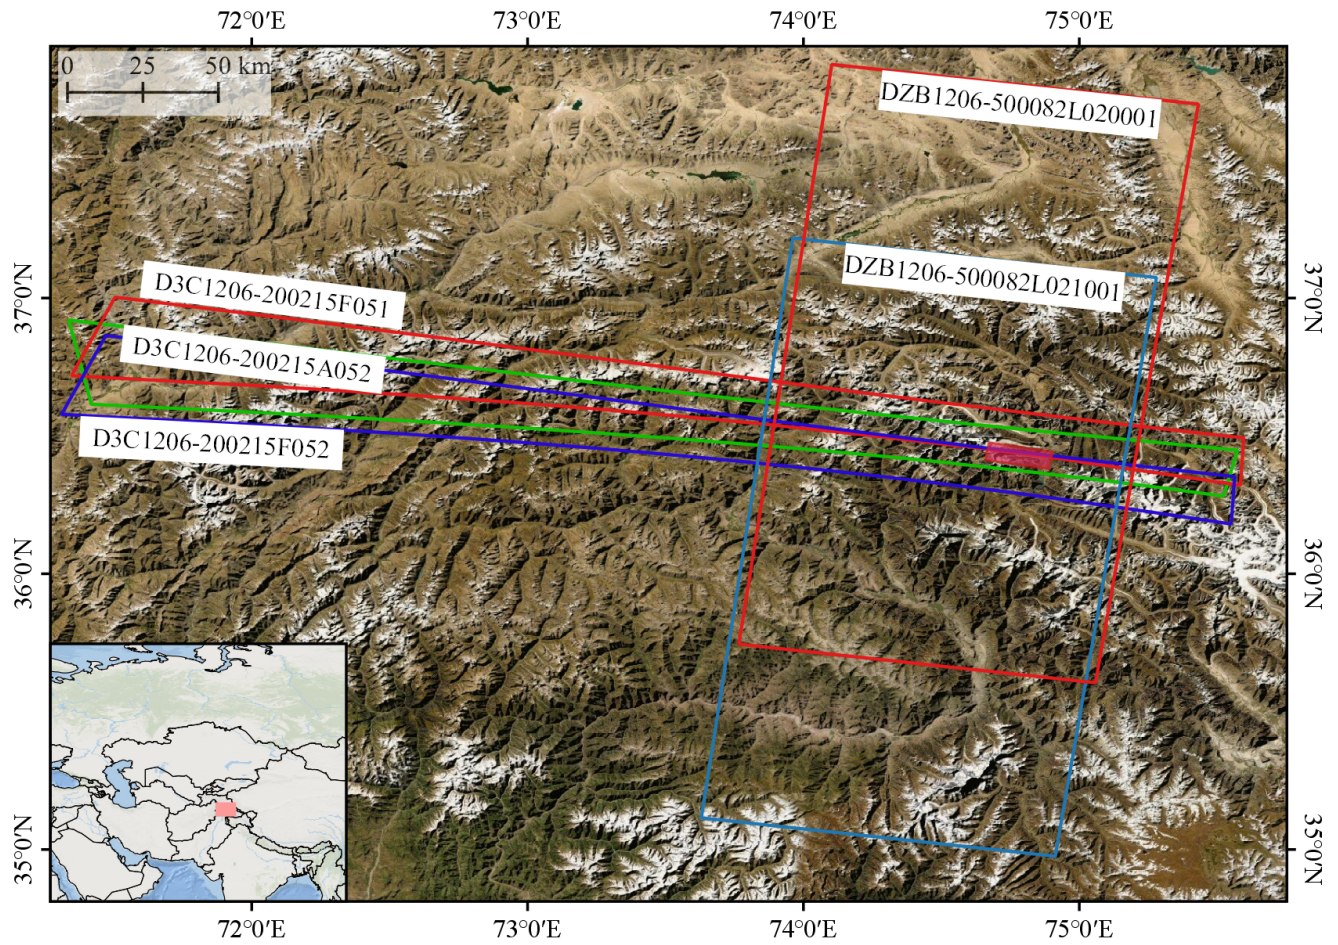 72°0'E 73°0'E 74°0'E 75°0'E
0 25 50 km
DZB1206-500082L020001
DZB1206-500082L021001
37°0'N 37°0'N
D3C1206-200215F051
D3C1206-200215A052
D3C1206-200215F052
36°0'N 36°0'N
35°0'N 35°0'N
72°0'E 73°0'E 74°0'E 75°0'E